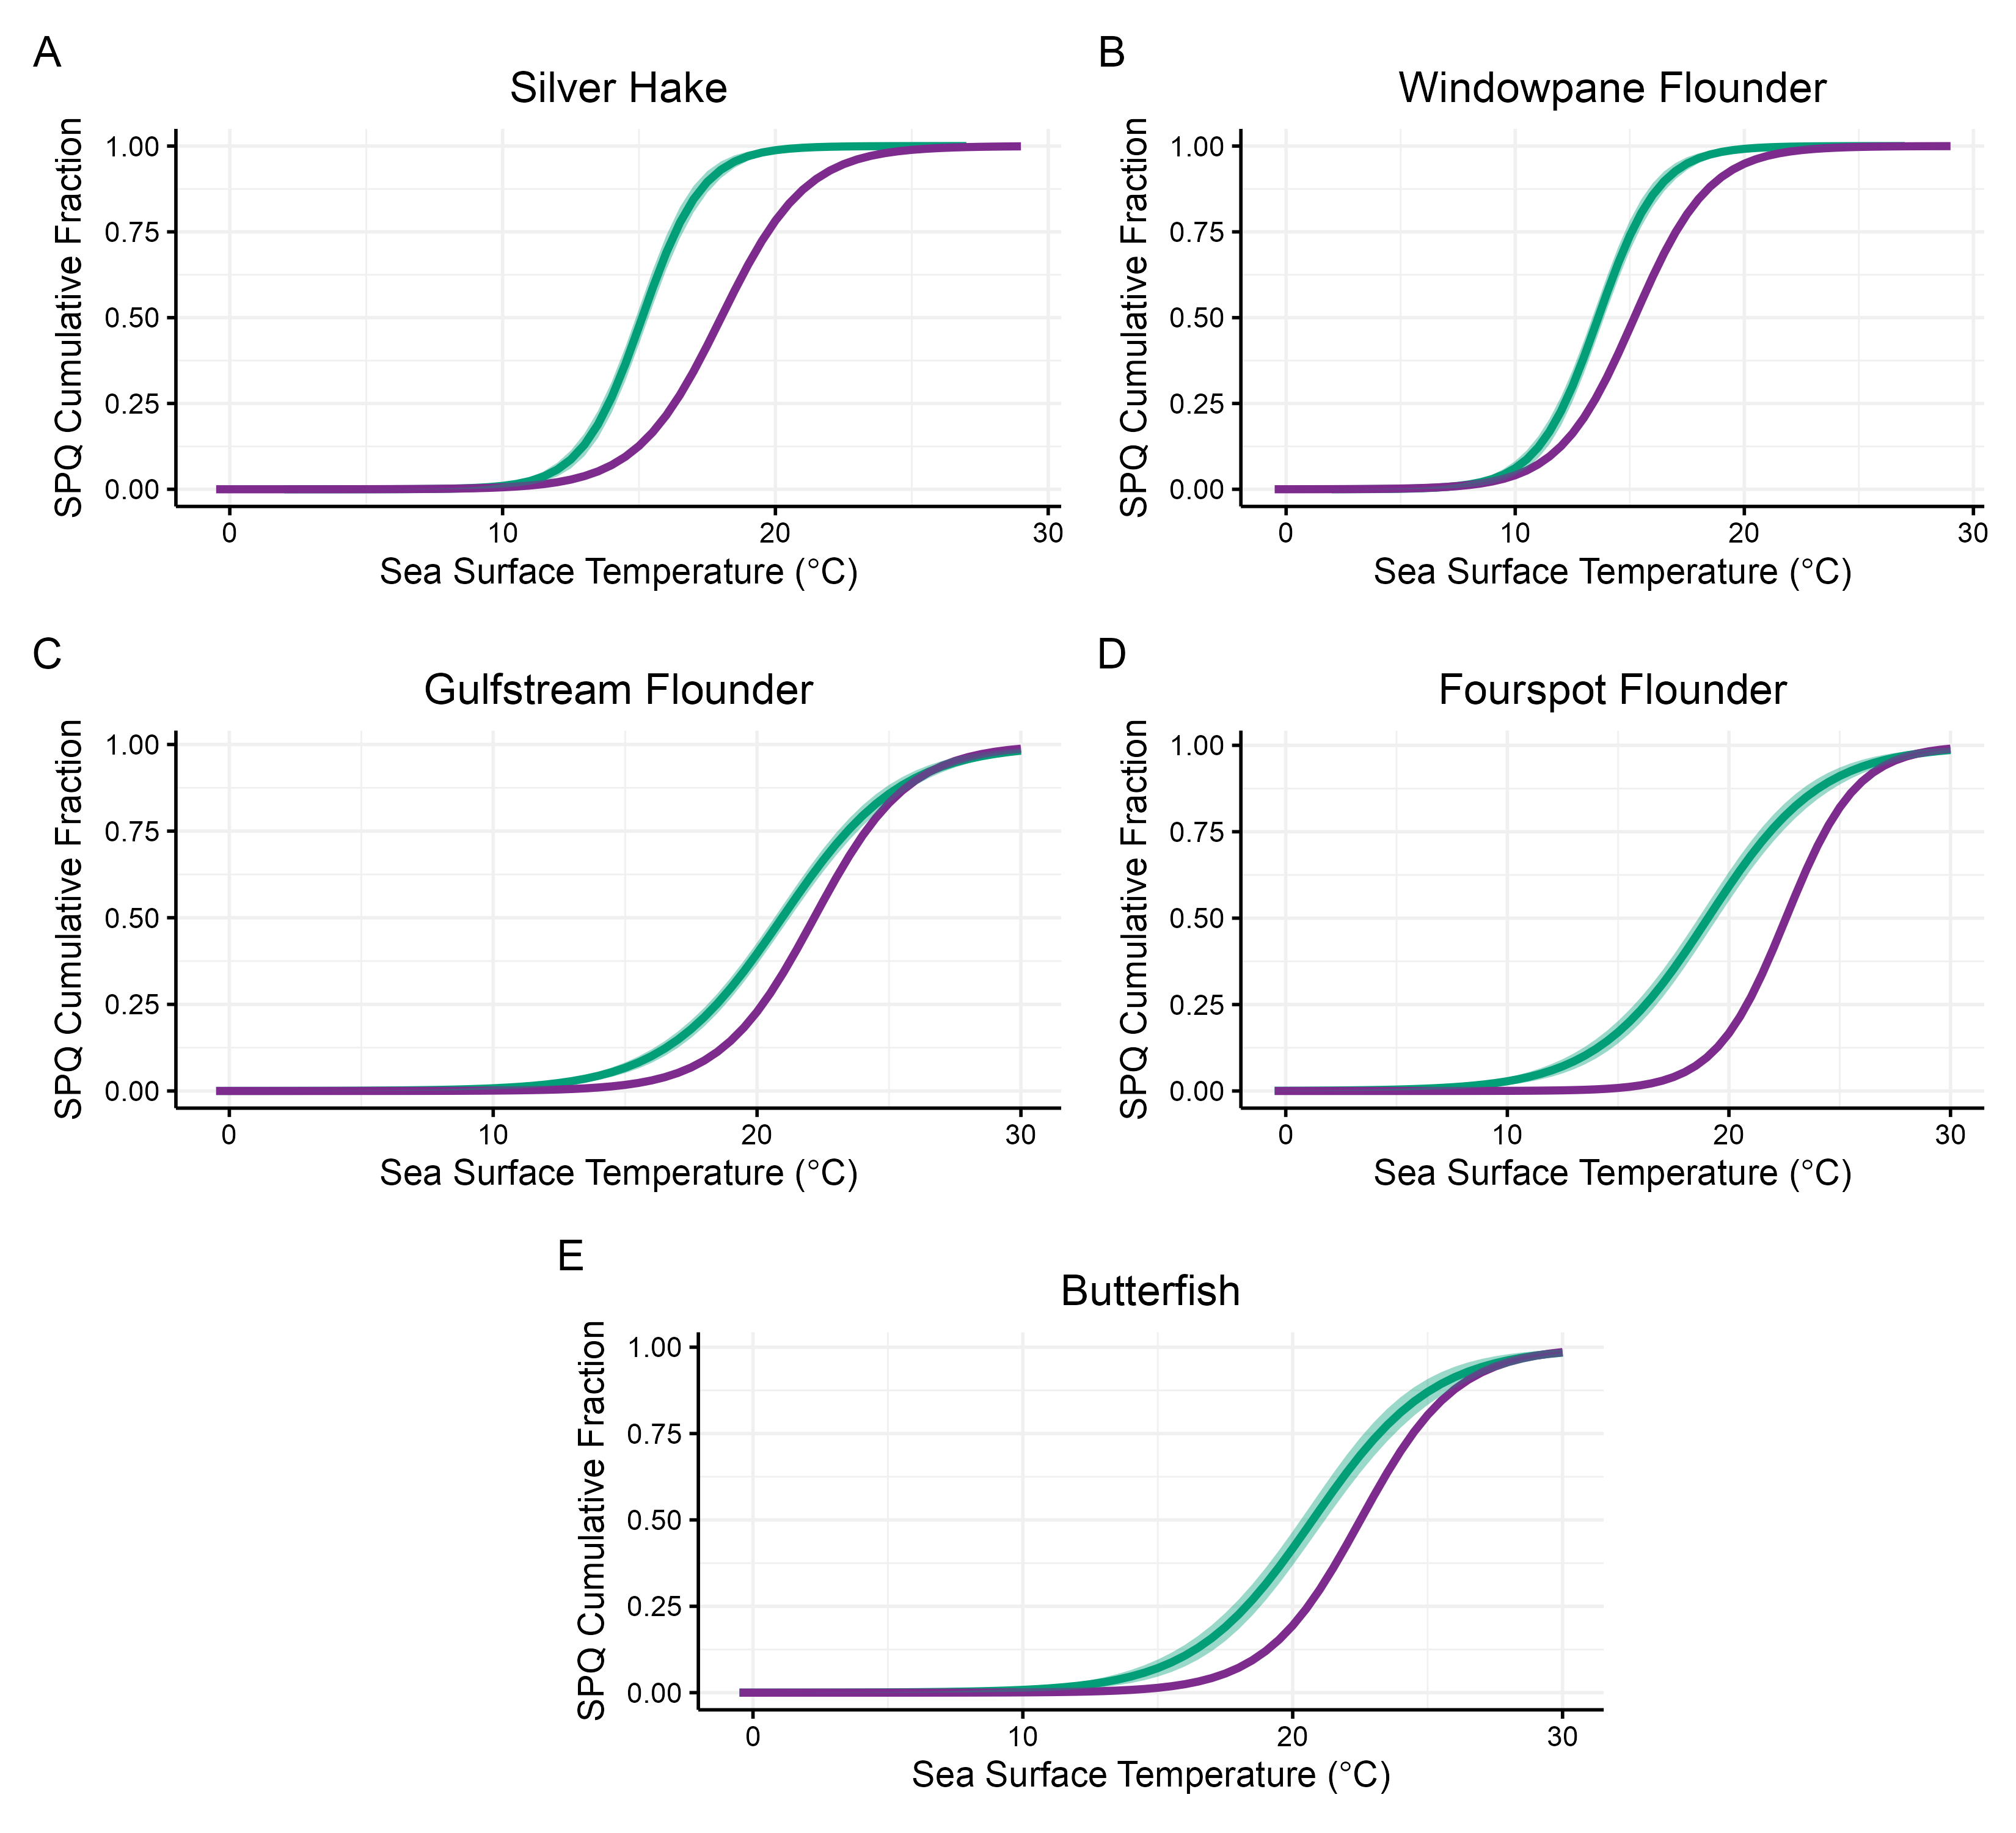 A
Silver Hake
SPQ Cumulative Fraction
1.00
0.75
0.50
0.25
0.00
0 10 20 30
Sea Surface Temperature (°C)
B
Windowpane Flounder
SPQ Cumulative Fraction
1.00
0.75
0.50
0.25
0.00
0 10 20 30
Sea Surface Temperature (°C)
C
Gulfstream Flounder
SPQ Cumulative Fraction
1.00
0.75
0.50
0.25
0.00
0 10 20 30
Sea Surface Temperature (°C)
D
Fourspot Flounder
SPQ Cumulative Fraction
1.00
0.75
0.50
0.25
0.00
0 10 20 30
Sea Surface Temperature (°C)
E
Butterfish
SPQ Cumulative Fraction
1.00
0.75
0.50
0.25
0.00
0 10 20 30
Sea Surface Temperature (°C)